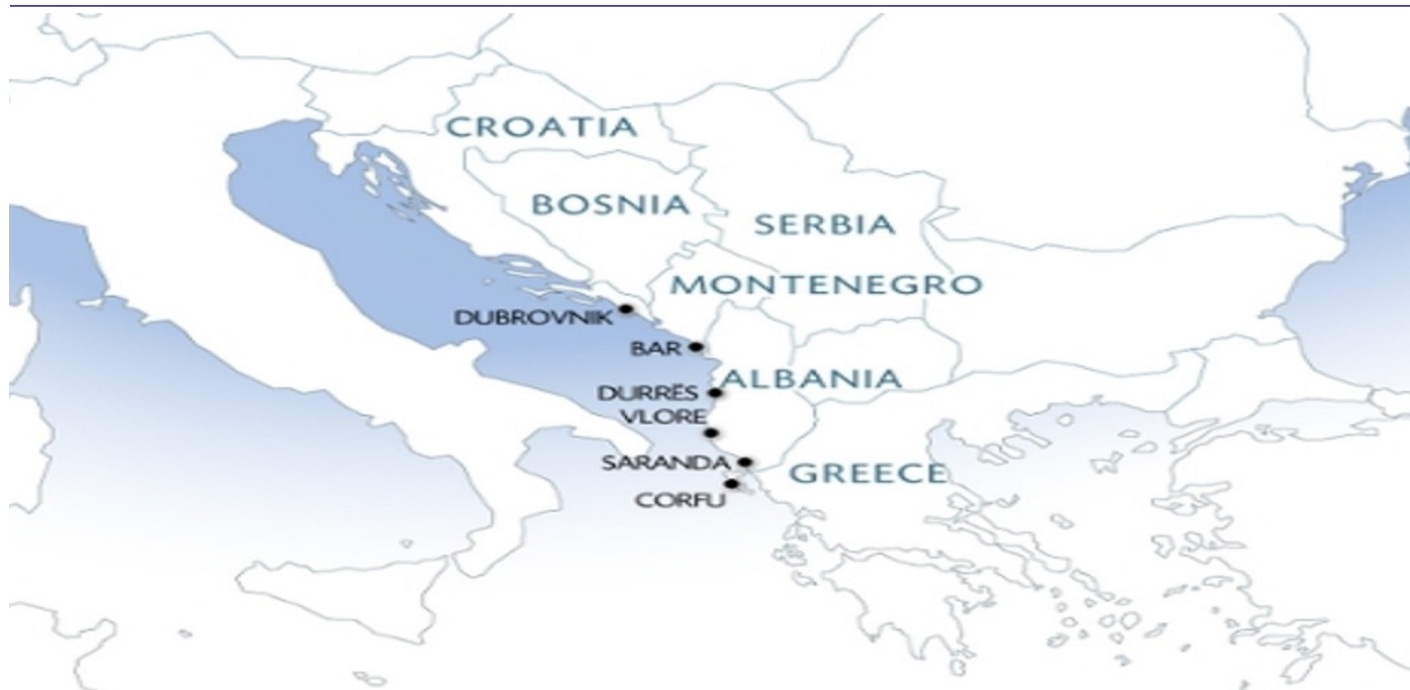 CROATIA
BOSNIA
SERBIA
MONTENEGRO
DUBROVNIK
BAR
ALBANIA
DURRËS
VLORE
SARANDA
GREECE
CORFU